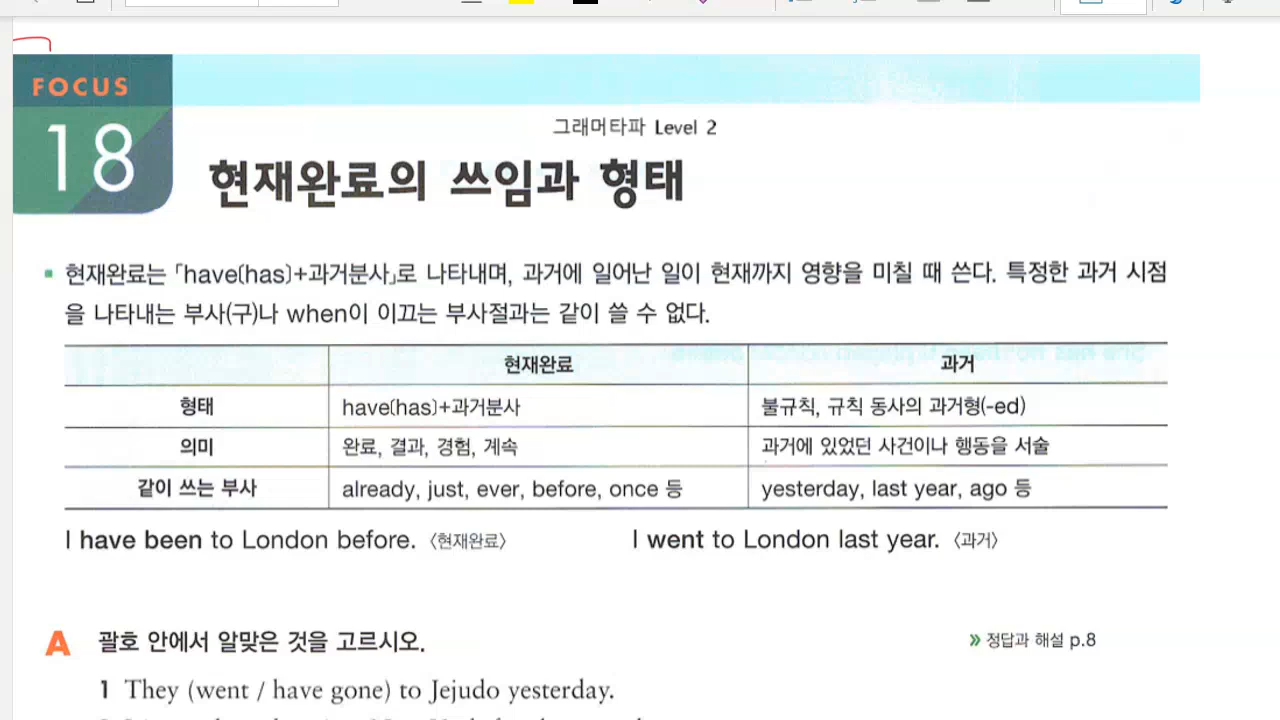 FOCUS
18
그래머타파 Level 2
현재완료의 쓰임과 형태
현재완료는 「have(has)+과거분사」로 나타내며, 과거에 일어난 일이 현재까지 영향을 미칠 때 쓴다. 특정한 과거 시점
을 나타내는 부사(구)나 when이 이끄는 부사절과는 같이 쓸 수 없다.
현재완료 과거
형태 have(has)+과거분사 불규칙, 규칙 동사의 과거형(-ed)
의미 완료, 결과, 경험, 계속 과거에 있었던 사건이나 행동을 서술
같이 쓰는 부사 already, just, ever, before, once 등 yesterday, last year, ago 등
I have been to London before. 〈현재완료〉 I went to London last year. 〈과거〉
A 괄호 안에서 알맞은 것을 고르시오. » 정답과 해설 p.8
1 They (went / have gone) to Jejudo yesterday.